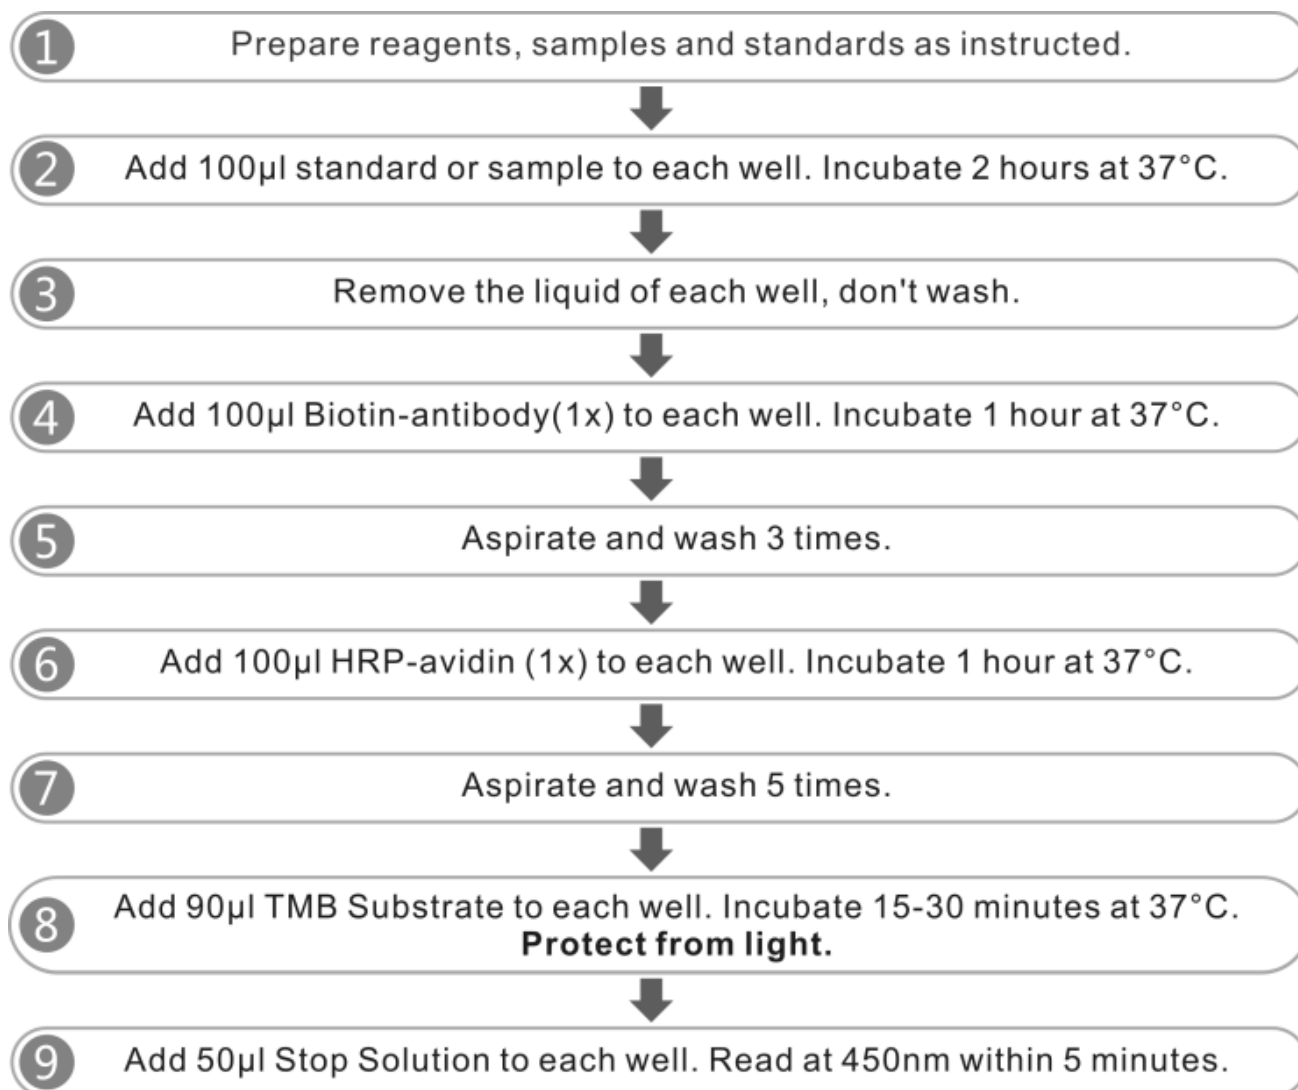 1 Prepare reagents, samples and standards as instructed.
2 Add 100µl standard or sample to each well. Incubate 2 hours at 37°C.
3 Remove the liquid of each well, don't wash.
4 Add 100µl Biotin-antibody(1x) to each well. Incubate 1 hour at 37°C.
5 Aspirate and wash 3 times.
6 Add 100µl HRP-avidin (1x) to each well. Incubate 1 hour at 37°C.
7 Aspirate and wash 5 times.
8 Add 90µl TMB Substrate to each well. Incubate 15-30 minutes at 37°C.
Protect from light.
9 Add 50µl Stop Solution to each well. Read at 450nm within 5 minutes.